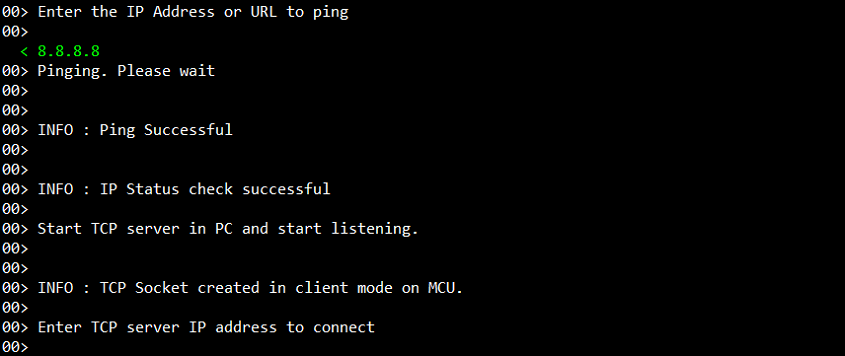 00> Enter the IP Address or URL to ping
00>
< 8.8.8.8
00> Pinging. Please wait
00>
00>
00> INFO : Ping Successful
00>
00>
00> INFO : IP Status check successful
00>
00> Start TCP server in PC and start listening.
00>
00>
00> INFO : TCP Socket created in client mode on MCU.
00>
00> Enter TCP server IP address to connect
00>